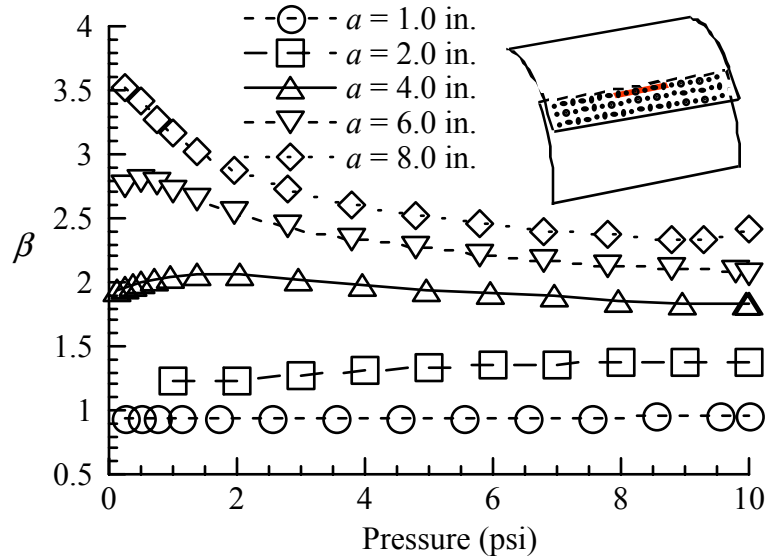 a = 1.0 in.
a = 2.0 in.
a = 4.0 in.
a = 6.0 in.
a = 8.0 in.
4
3.5
3
2.5
2
1.5
1
0.5
β
0 2 4 6 8 10
Pressure (psi)